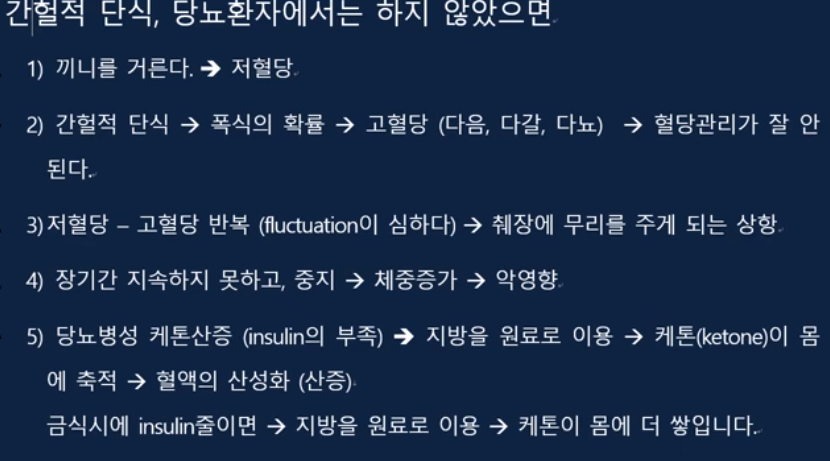 간헐적 단식, 당뇨환자에서는 하지 않았으면
1) 끼니를 거른다. → 저혈당
2) 간헐적 단식 → 폭식의 확률 → 고혈당 (다음, 다갈, 다뇨) → 혈당관리가 잘 안
된다.
3) 저혈당 – 고혈당 반복 (fluctuation이 심하다) → 췌장에 무리를 주게 되는 상항
4) 장기간 지속하지 못하고, 중지 → 체중증가 → 악영향
5) 당뇨병성 케톤산증 (insulin의 부족) → 지방을 원료로 이용 → 케톤(ketone)이 몸
에 축적 → 혈액의 산성화 (산증)
금식시에 insulin줄이면 → 지방을 원료로 이용 → 케톤이 몸에 더 쌓입니다.